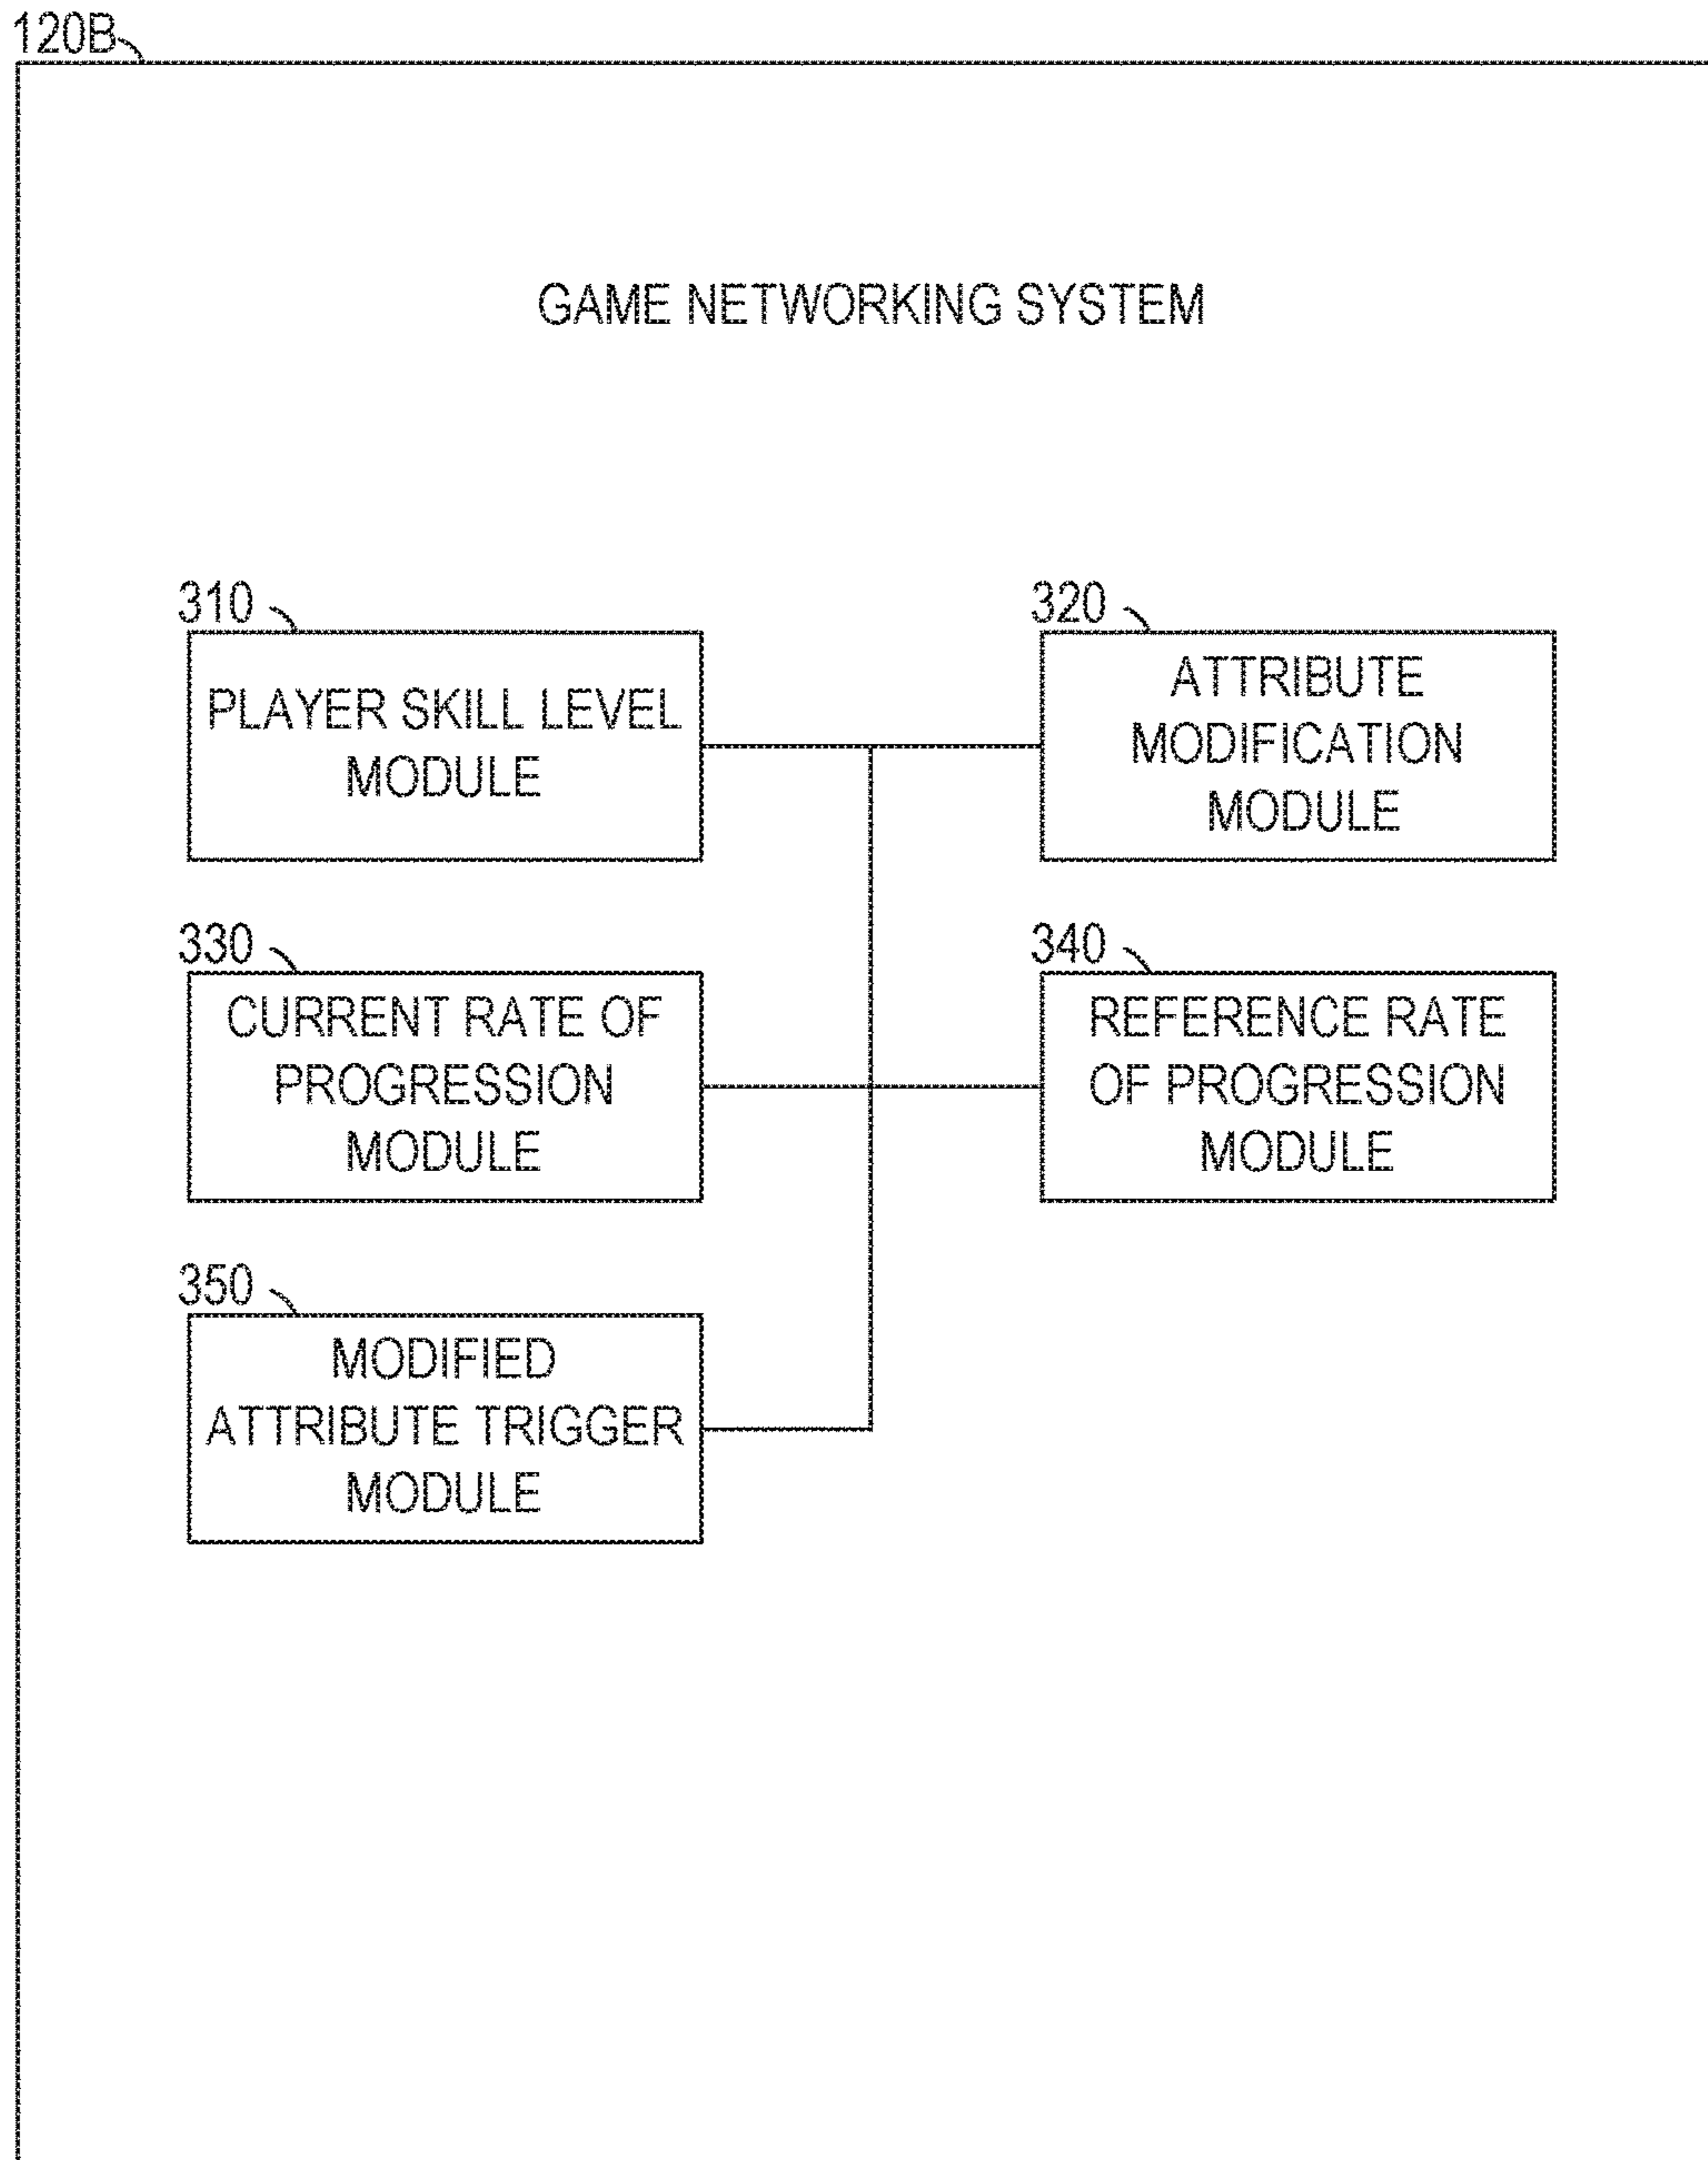 120B
GAME NETWORKING SYSTEM
310
PLAYER SKILL LEVEL
MODULE
320
ATTRIBUTE
MODIFICATION
MODULE
330
CURRENT RATE OF
PROGRESSION
MODULE
340
REFERENCE RATE
OF PROGRESSION
MODULE
350
MODIFIED
ATTRIBUTE TRIGGER
MODULE